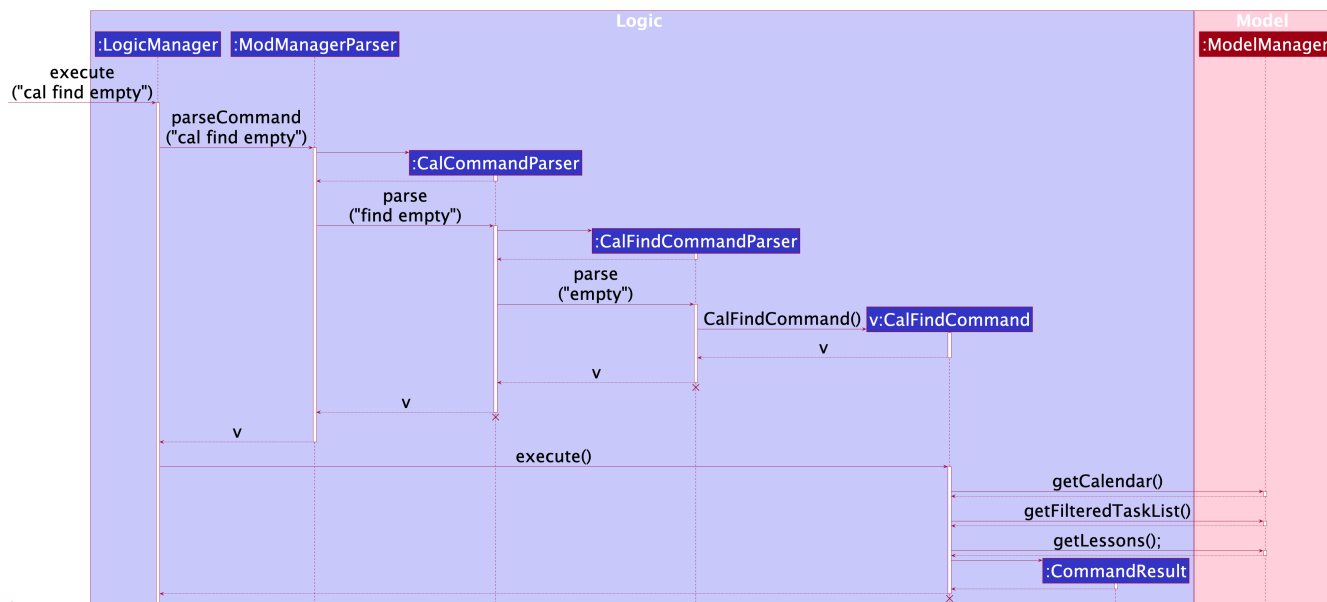 Logic
Model
:LogicManager
:ModManagerParser
:ModelManager
execute
("cal find empty")
parseCommand
("cal find empty")
:CalCommandParser
parse
("find empty")
:CalFindCommandParser
parse
("empty")
CalFindCommand()
v:CalFindCommand
v
v
v
v
execute()
getCalendar()
getFilteredTaskList()
getLessons();
:CommandResult